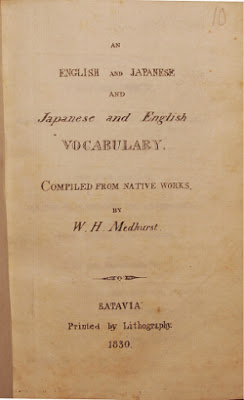 10
AN
ENGLISH AND JAPANESE
AND
Japanese and English
VOCABULARY.
COMPILED FROM NATIVE WORKS,
BY
W. H. Medhurst.
BATAVIA
Printed by Lithography.
1830.